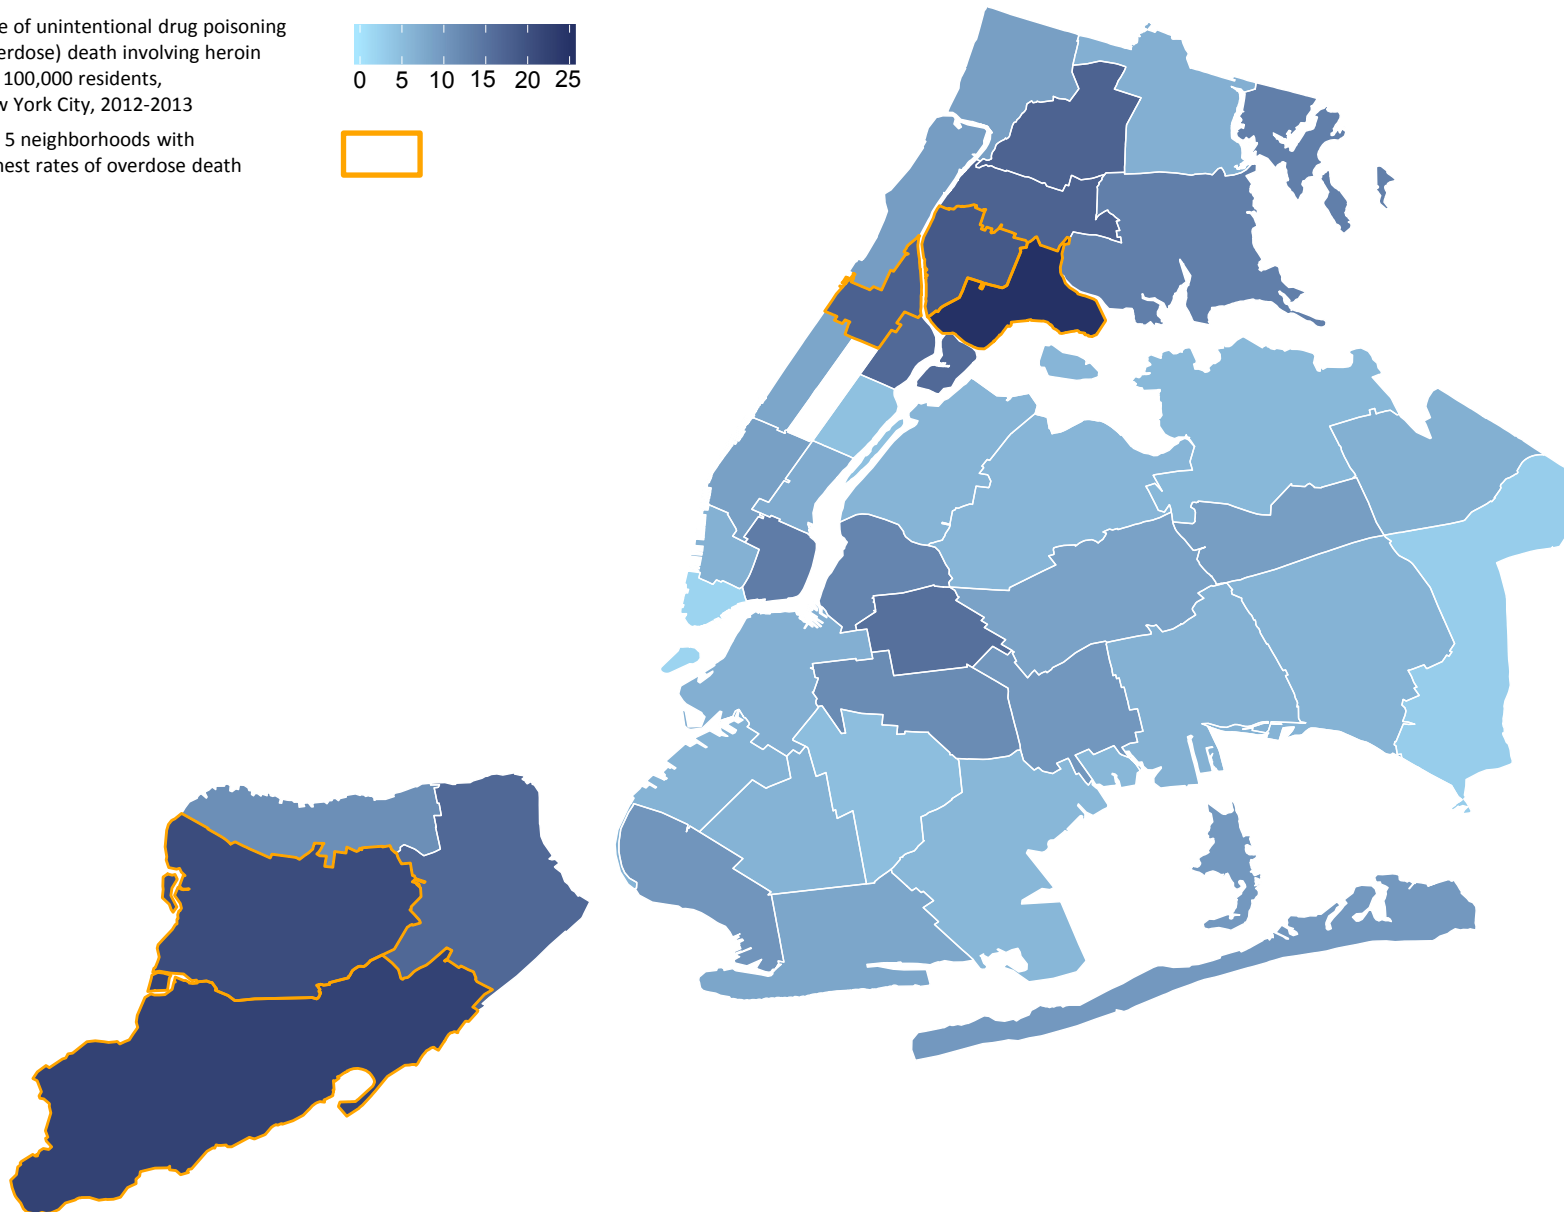 e of unintentional drug poisoning
erdose) death involving heroin
100,000 residents,
w York City, 2012-2013
0 5 10 15 20 25
5 neighborhoods with
nest rates of overdose death